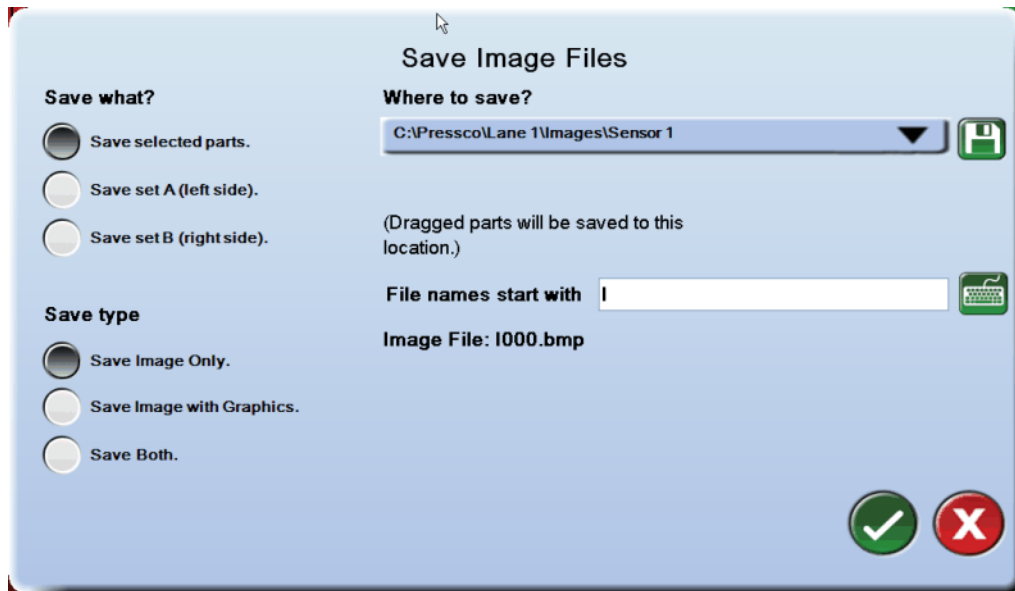 Save Image Files
Save what?
Save selected parts.
Save set A (left side).
Save set B (right side).
Save type
Save Image Only.
Save Image with Graphics.
Save Both.
Where to save?
C:\Pressco\Lane 1\Images\Sensor 1
(Dragged parts will be saved to this
location.)
File names start with I
Image File: I000.bmp